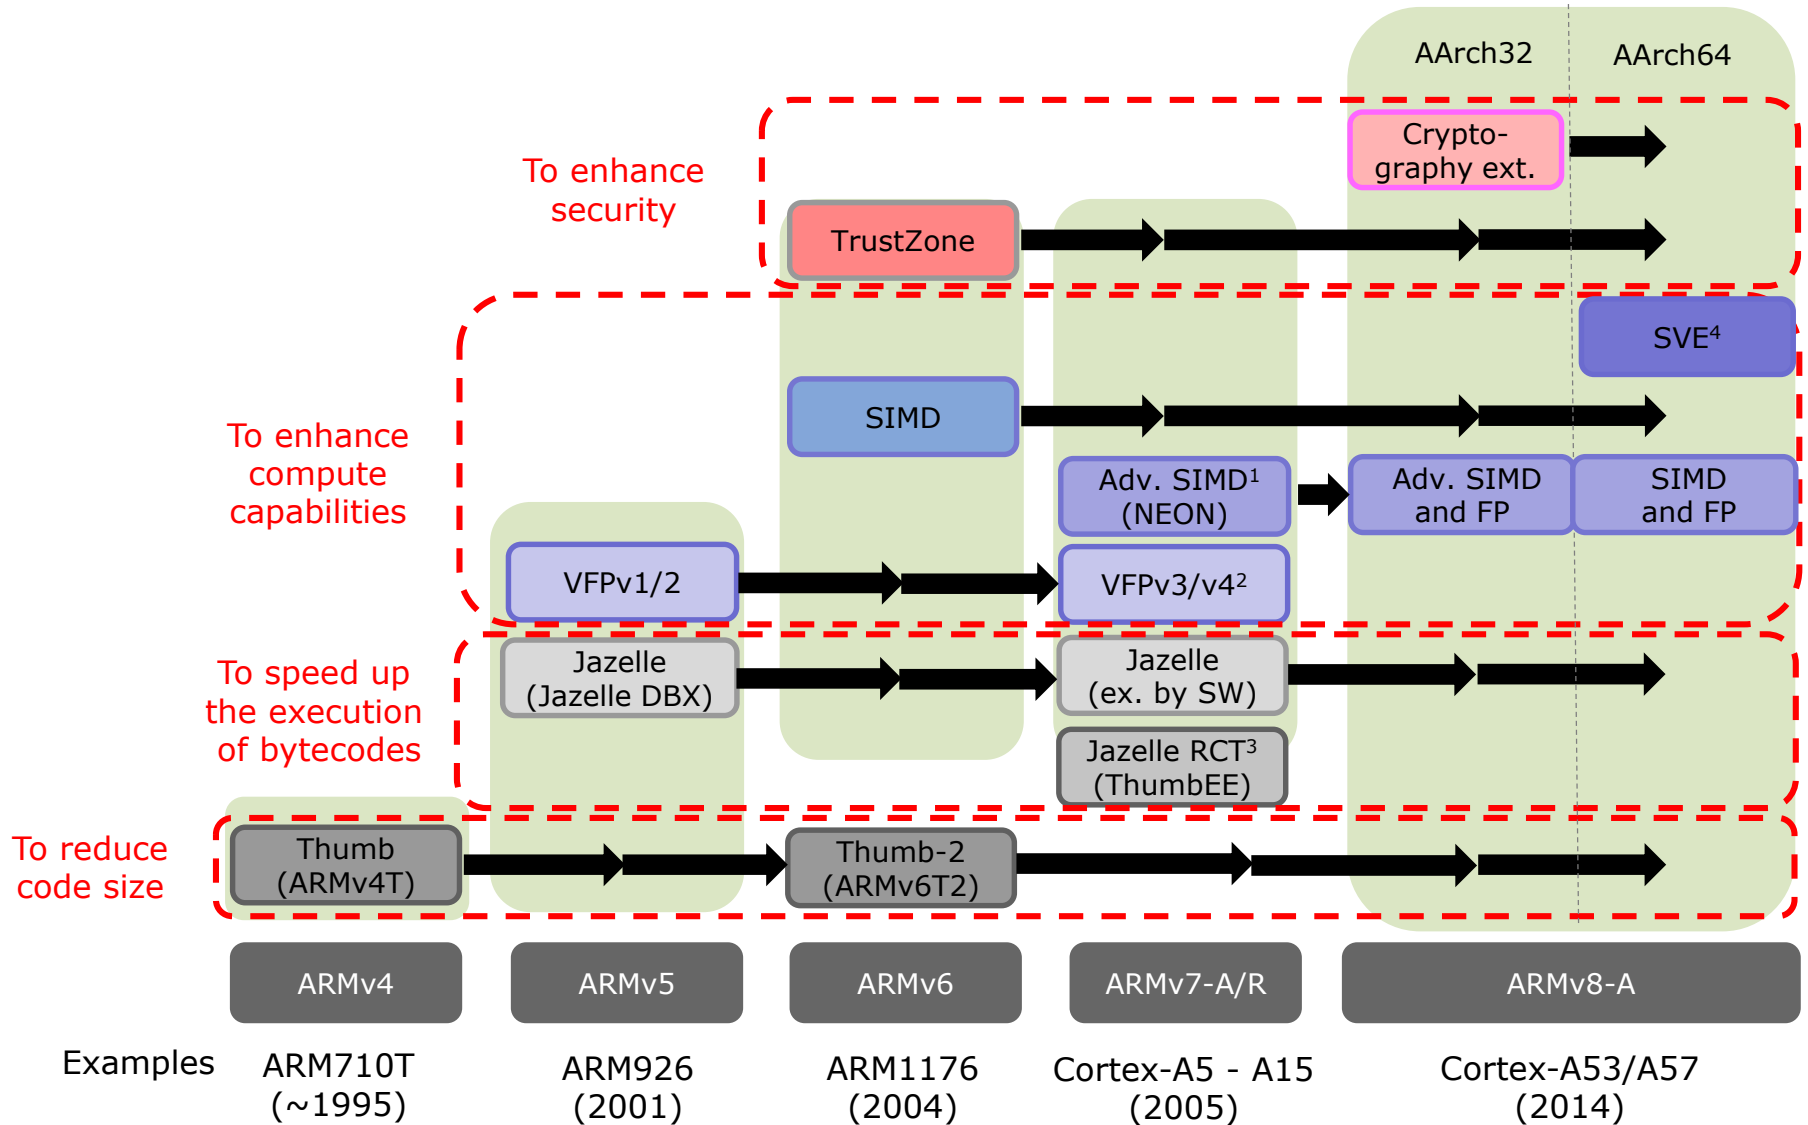 AArch32
AArch64
Crypto-
graphy ext.
To enhance
security
TrustZone
SVE⁴
SIMD
To enhance
compute
capabilities
Adv. SIMD¹
(NEON)
Adv. SIMD
and FP
SIMD
and FP
VFPv1/2
VFPv3/v4²
To speed up
the execution
of bytecodes
Jazelle
(Jazelle DBX)
Jazelle
(ex. by SW)
Jazelle RCT³
(ThumbEE)
To reduce
code size
Thumb
(ARMv4T)
Thumb-2
(ARMv6T2)
ARMv4
ARMv5
ARMv6
ARMv7-A/R
ARMv8-A
Examples
ARM710T
(~1995)
ARM926
(2001)
ARM1176
(2004)
Cortex-A5 - A15
(2005)
Cortex-A53/A57
(2014)